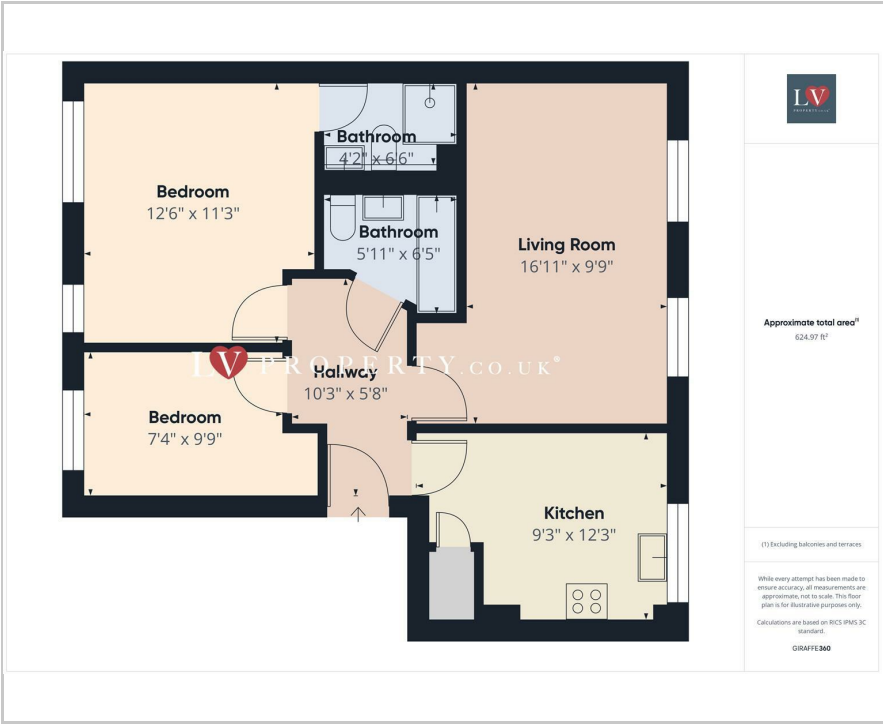 Bathroom
4'2" x 6'6"
Bedroom
12'6" x 11'3"
Bathroom
5'11" x 6'5"
Living Room
16'11" x 9'9"
LV PROPERTY.CO.UK®
Hallway
10'3" x 5'8"
Bedroom
7'4" x 9'9"
Kitchen
9'3" x 12'3"
LV
PROPERTY.CO.UK
Approximate total area(1)
624.97 ft²
(1) Excluding balconies and terraces
While every attempt has been made to
ensure accuracy, all measurements are
approximate, not to scale. This floor
plan is for illustrative purposes only.
Calculations are based on RICS IPMS 3C
standard.
GIRAFFE360